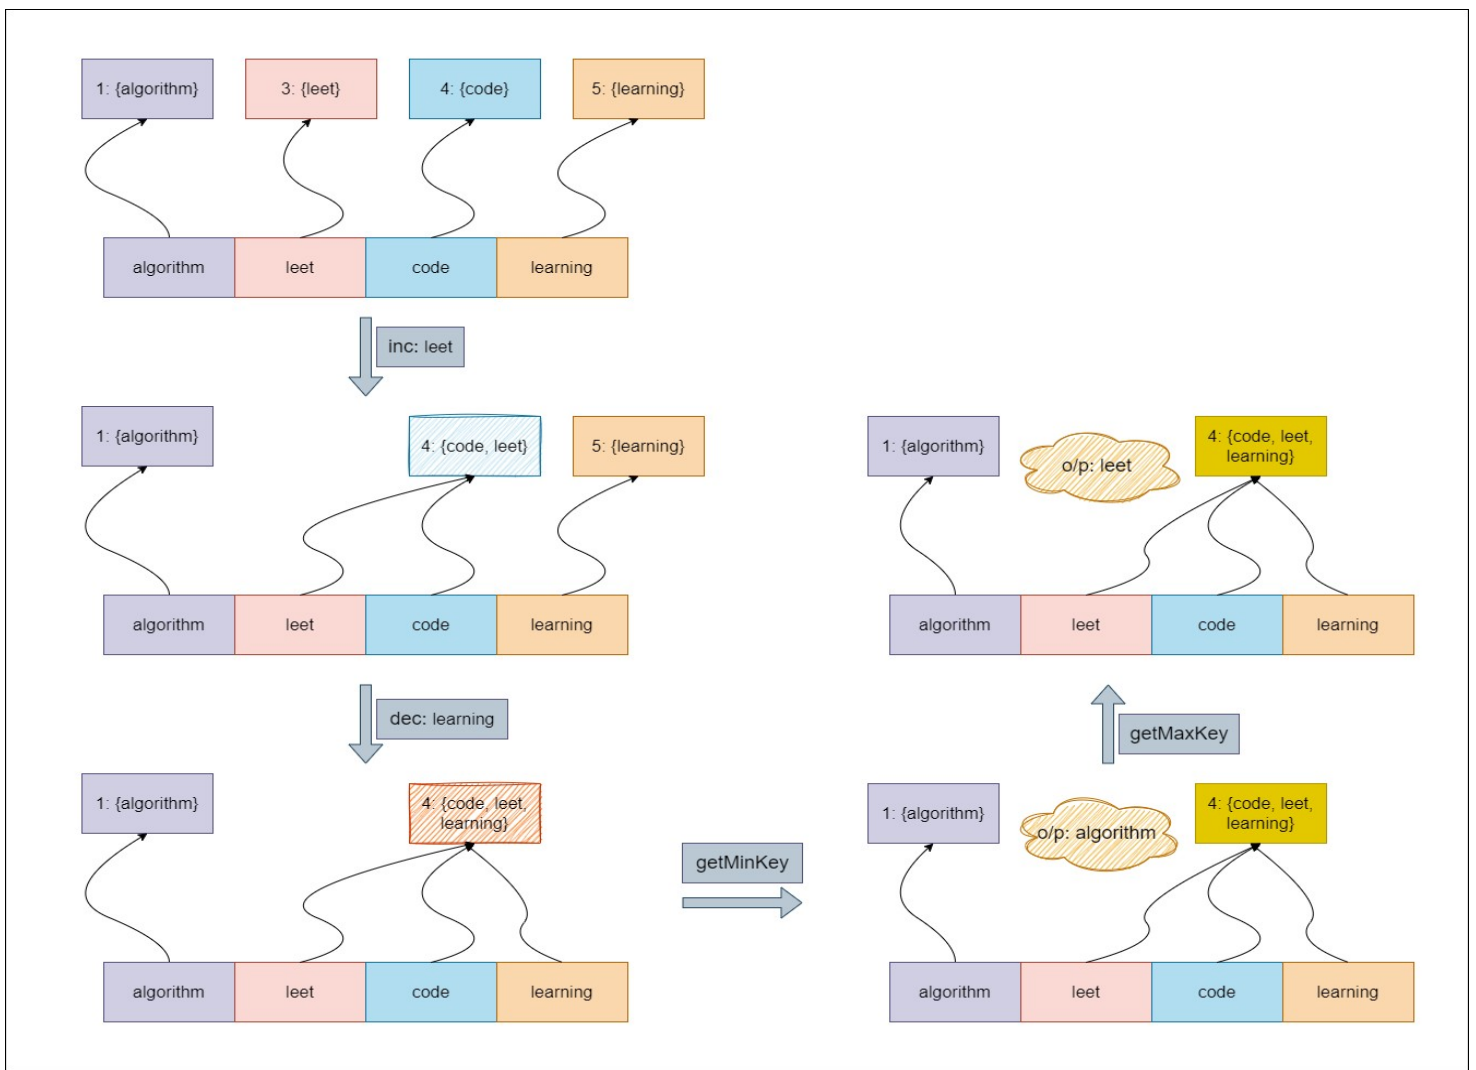 1: {algorithm}
3: {leet}
4: {code}
5: {learning}
algorithm
leet
code
learning
inc: leet
1: {algorithm}
4: {code, leet}
5: {learning}
algorithm
leet
code
learning
dec: learning
1: {algorithm}
4: {code, leet,
learning}
algorithm
leet
code
learning
getMinKey
1: {algorithm}
o/p: algorithm
4: {code, leet,
learning}
algorithm
leet
code
learning
getMaxKey
1: {algorithm}
o/p: leet
4: {code, leet,
learning}
algorithm
leet
code
learning